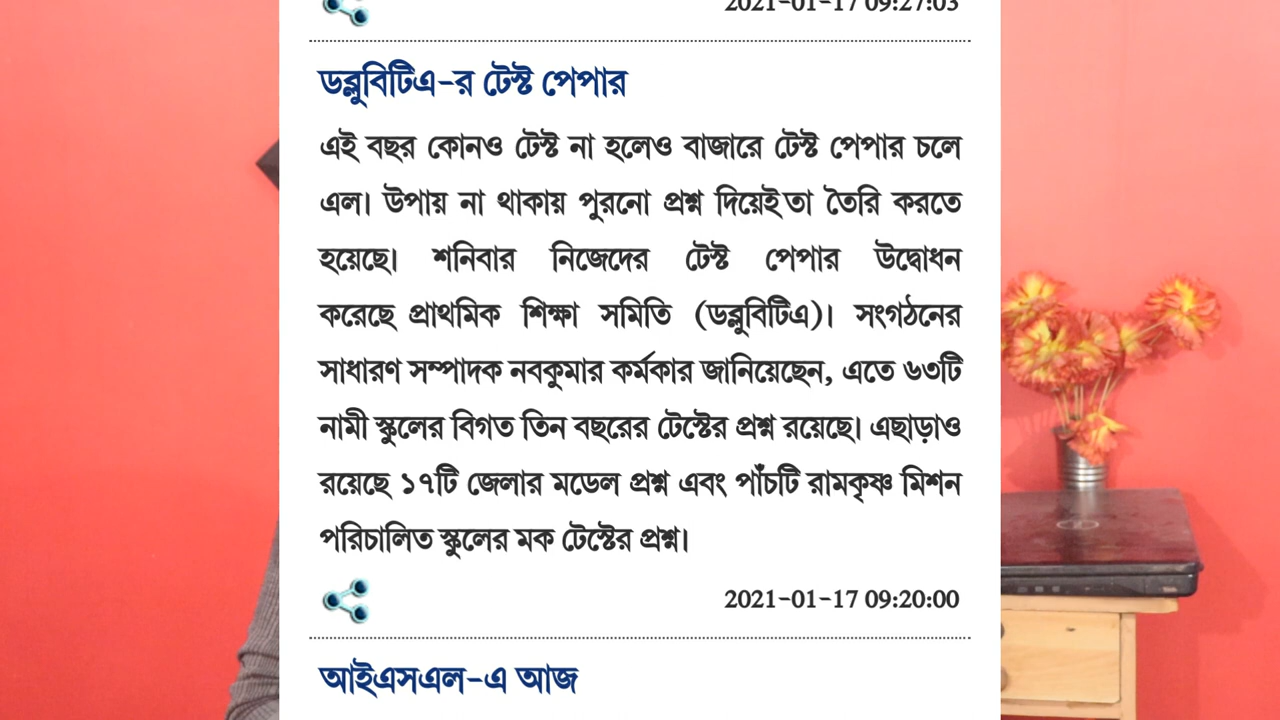 2021-01-17 09:27:03
ডব্লুবিটিএ-র টেস্ট পেপার
এই বছর কোনও টেস্ট না হলেও বাজারে টেস্ট পেপার চলে
এল। উপায় না থাকায় পুরনো প্রশ্ন দিয়েইতা তৈরি করতে
হয়েছে। শনিবার নিজেদের টেস্ট পেপার উদ্বোধন
করেছে প্রাথমিক শিক্ষা সমিতি (ডব্লুবিটিএ)। সংগঠনের
সাধারণ সম্পাদক নবকুমার কর্মকার জানিয়েছেন, এতে ৬৩টি
নামী স্কুলের বিগত তিন বছরের টেস্টের প্রশ্ন রয়েছে। এছাড়াও
রয়েছে ১৭টি জেলার মডেল প্রশ্ন এবং পাঁচটি রামকৃষ্ণ মিশন
পরিচালিত স্কুলের মক টেস্টের প্রশ্ন।
2021-01-17 09:20:00
আইএসএল-এ আজ